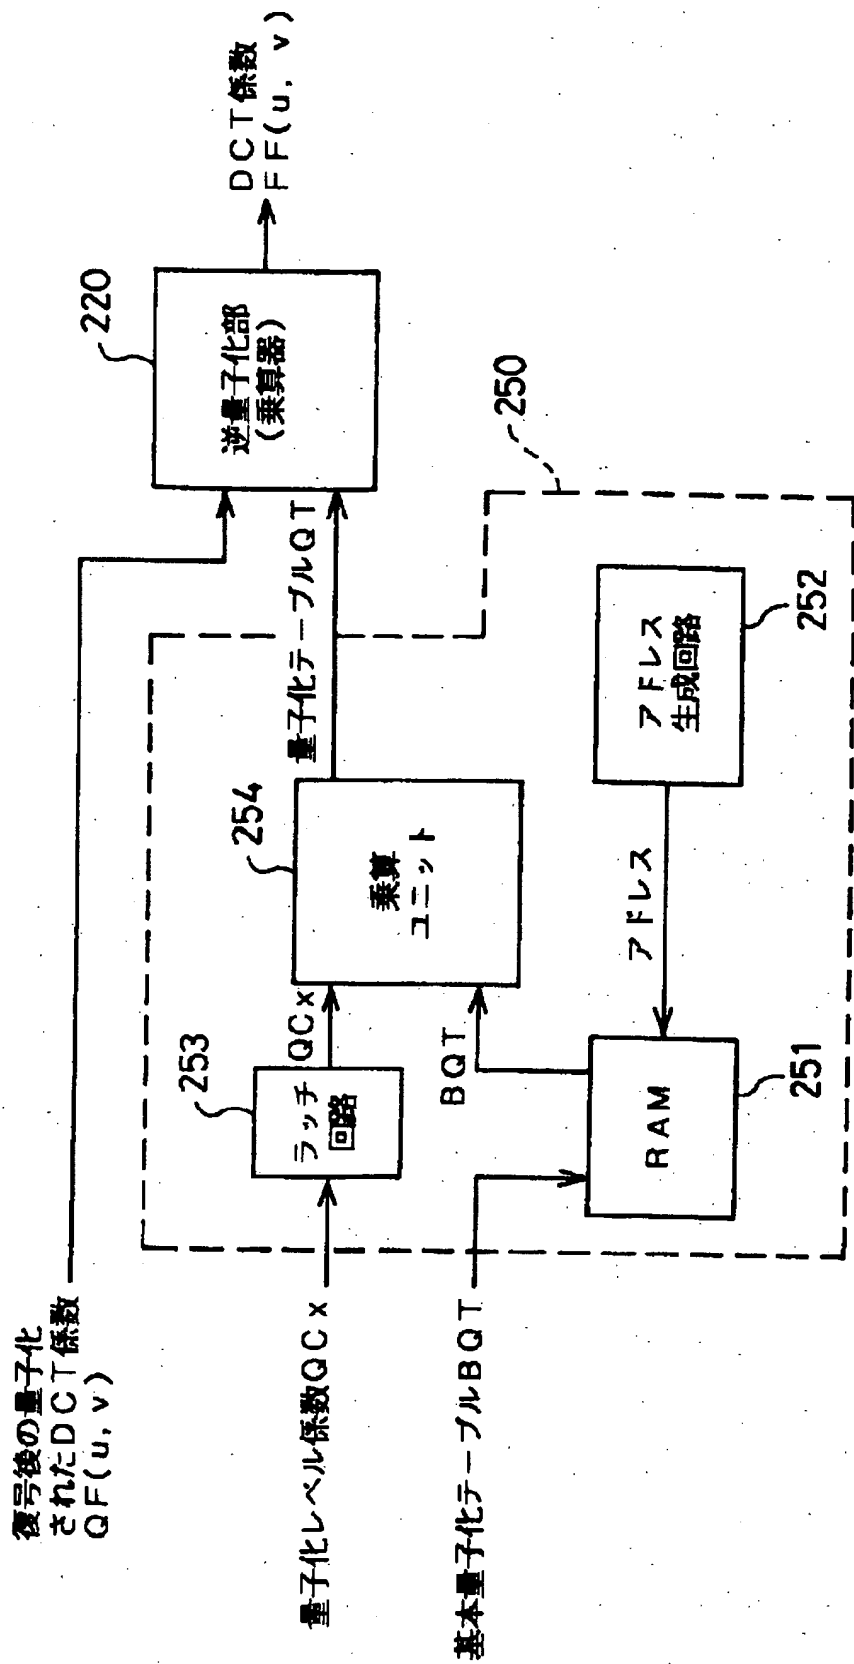 復号後の量子化
されたDCT係数
QF(u, v)
量子化レベル係数QCx
基本量子化テーブルBQT
253
ラッチ
回路
QCx
BQT
RAM
251
254
乗算
ユニット
アドレス
量子化テーブルQT
アドレス
生成回路
252
250
220
逆量子化部
(乗算器)
DCT係数
FF(u, v)